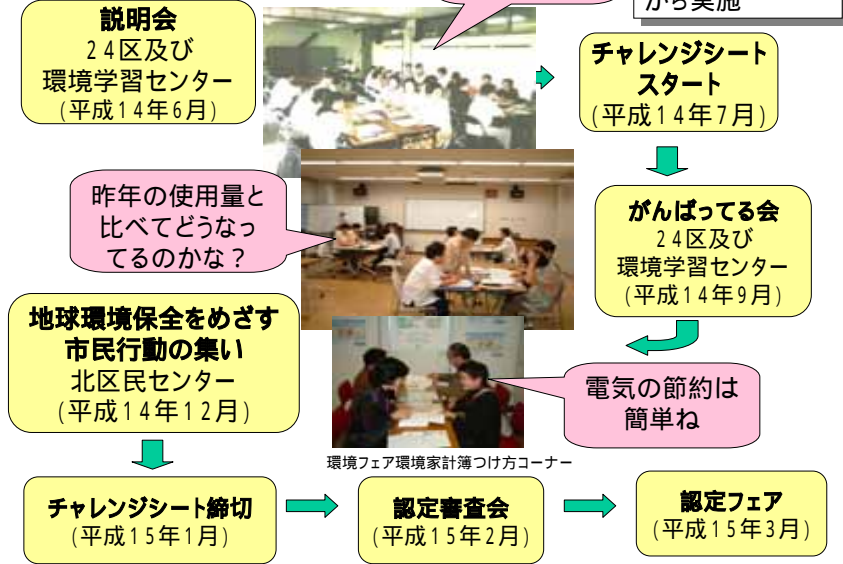 から実施
説明会
24区及び
環境学習センター
(平成14年6月)
チャレンジシート
スタート
(平成14年7月)
昨年の使用量と
比べてどうなっ
てるのかな？
がんばってる会
24区及び
環境学習センター
(平成14年9月)
地球環境保全をめざす
市民行動の集い
北区民センター
(平成14年12月)
電気の節約は
簡単ね
環境フェア環境家計簿つけ方コーナー
チャレンジシート締切
(平成15年1月)
認定審査会
(平成15年2月)
認定フェア
(平成15年3月)